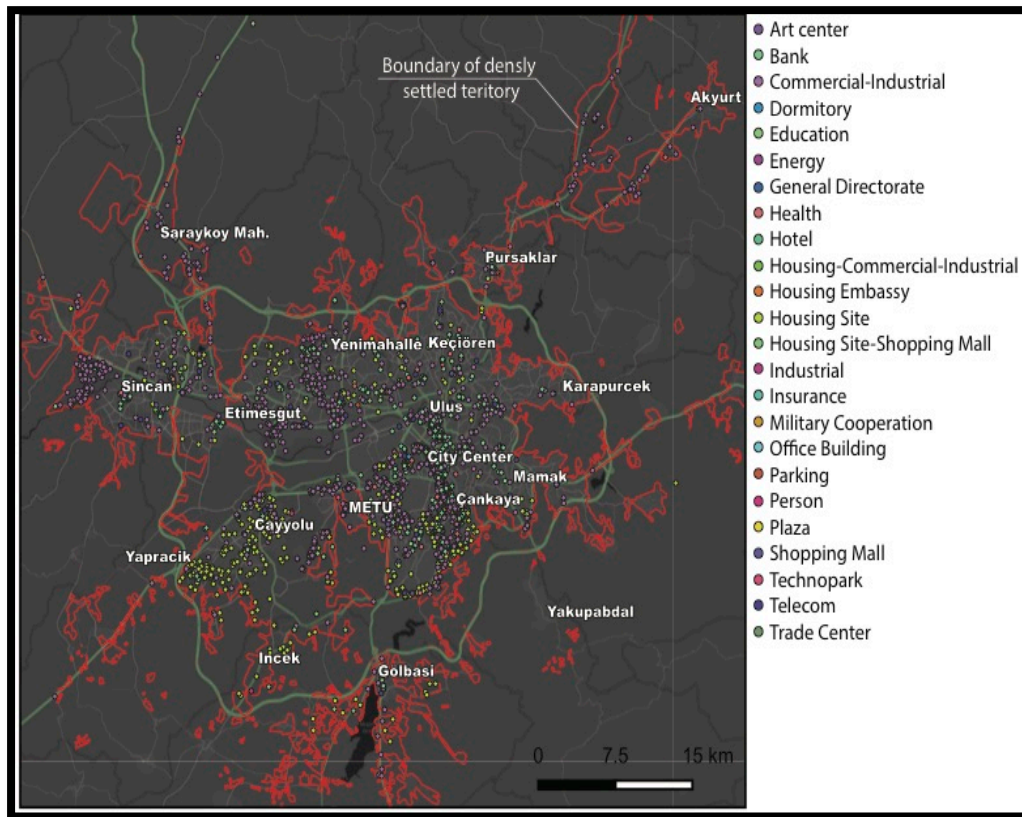 Boundary of densly
settled teritory
Akyurt
Saraykoy Mah.
Pursaklar
Yenimahalle
Keçiören
Sincan
Karapurcek
Etimesgut
Ulus
City Center
Mamak
METU
Çankaya
Cayyolu
Yapracik
Yakupabdal
Incek
Golbasi
0 7.5 15 km
Art center
Bank
Commercial-Industrial
Dormitory
Education
Energy
General Directorate
Health
Hotel
Housing-Commercial-Industrial
Housing Embassy
Housing Site
Housing Site-Shopping Mall
Industrial
Insurance
Military Cooperation
Office Building
Parking
Person
Plaza
Shopping Mall
Technopark
Telecom
Trade Center